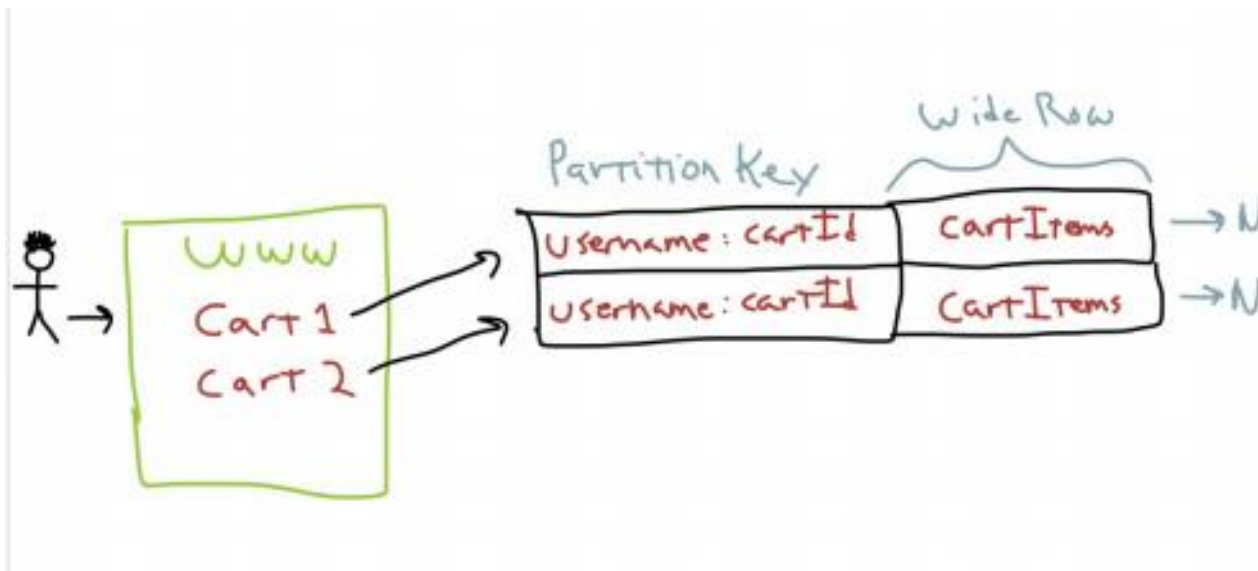 Wide Row
Partition Key
WWW
username: cartId
CartItems
→ N
Cart 1
username: cartId
CartItems
→ N
Cart 2